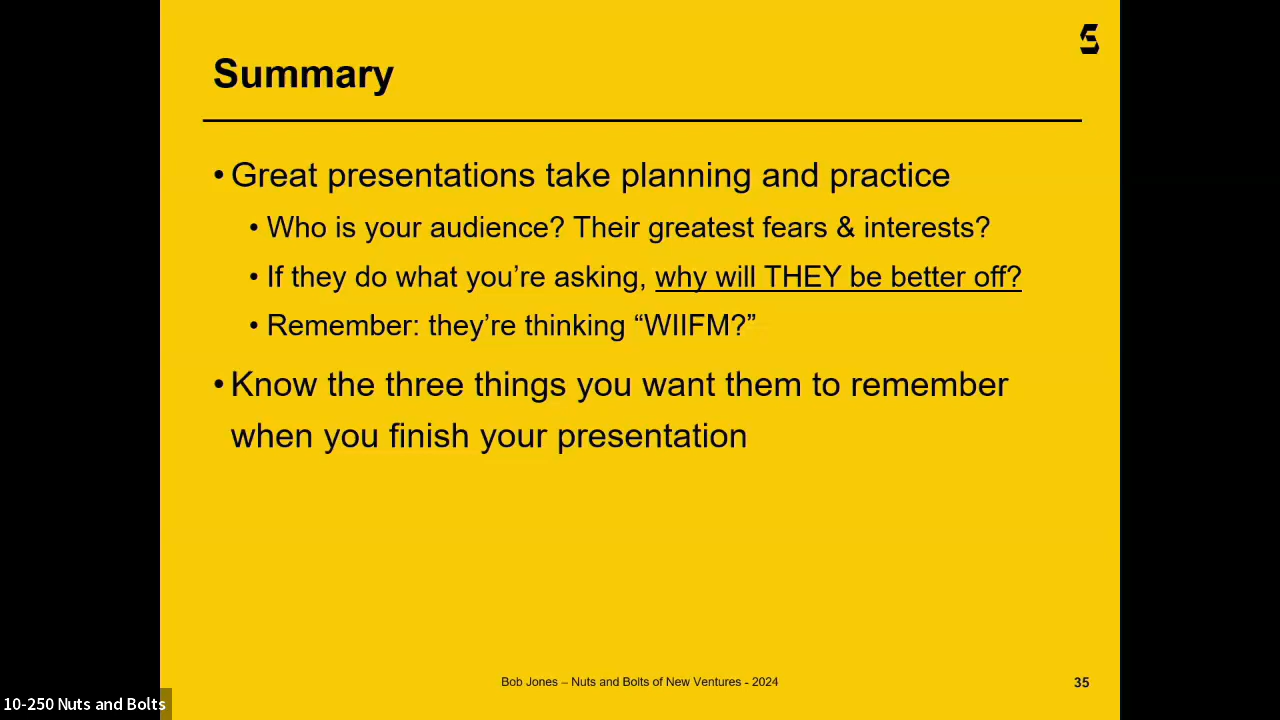 Summary
• Great presentations take planning and practice
• Who is your audience? Their greatest fears & interests?
• If they do what you’re asking, why will THEY be better off?
• Remember: they’re thinking “WIIFM?”
• Know the three things you want them to remember
when you finish your presentation
Bob Jones – Nuts and Bolts of New Ventures - 2024
35
10-250 Nuts and Bolts